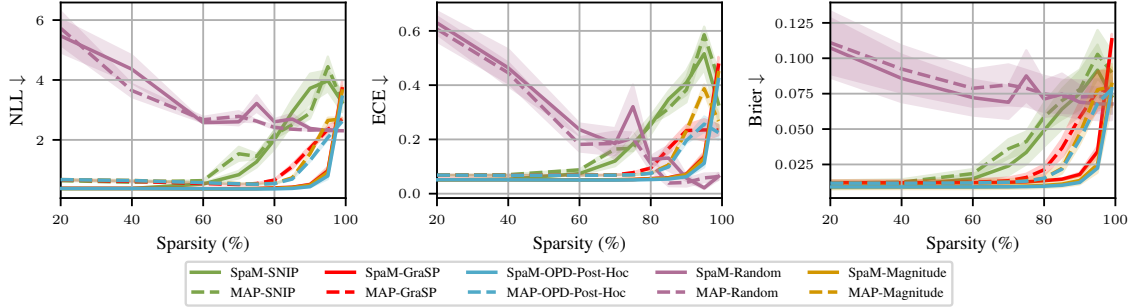 NLL ↓
6
4
2
20
40
60
80
100
Sparsity (%)
ECE ↓
0.6
0.4
0.2
0.0
20
40
60
80
100
Sparsity (%)
Brier ↓
0.125
0.100
0.075
0.050
0.025
20
40
60
80
100
Sparsity (%)
SpaM-SNIP
SpaM-GraSP
SpaM-OPD-Post-Hoc
SpaM-Random
SpaM-Magnitude
MAP-SNIP
MAP-GraSP
MAP-OPD-Post-Hoc
MAP-Random
MAP-Magnitude